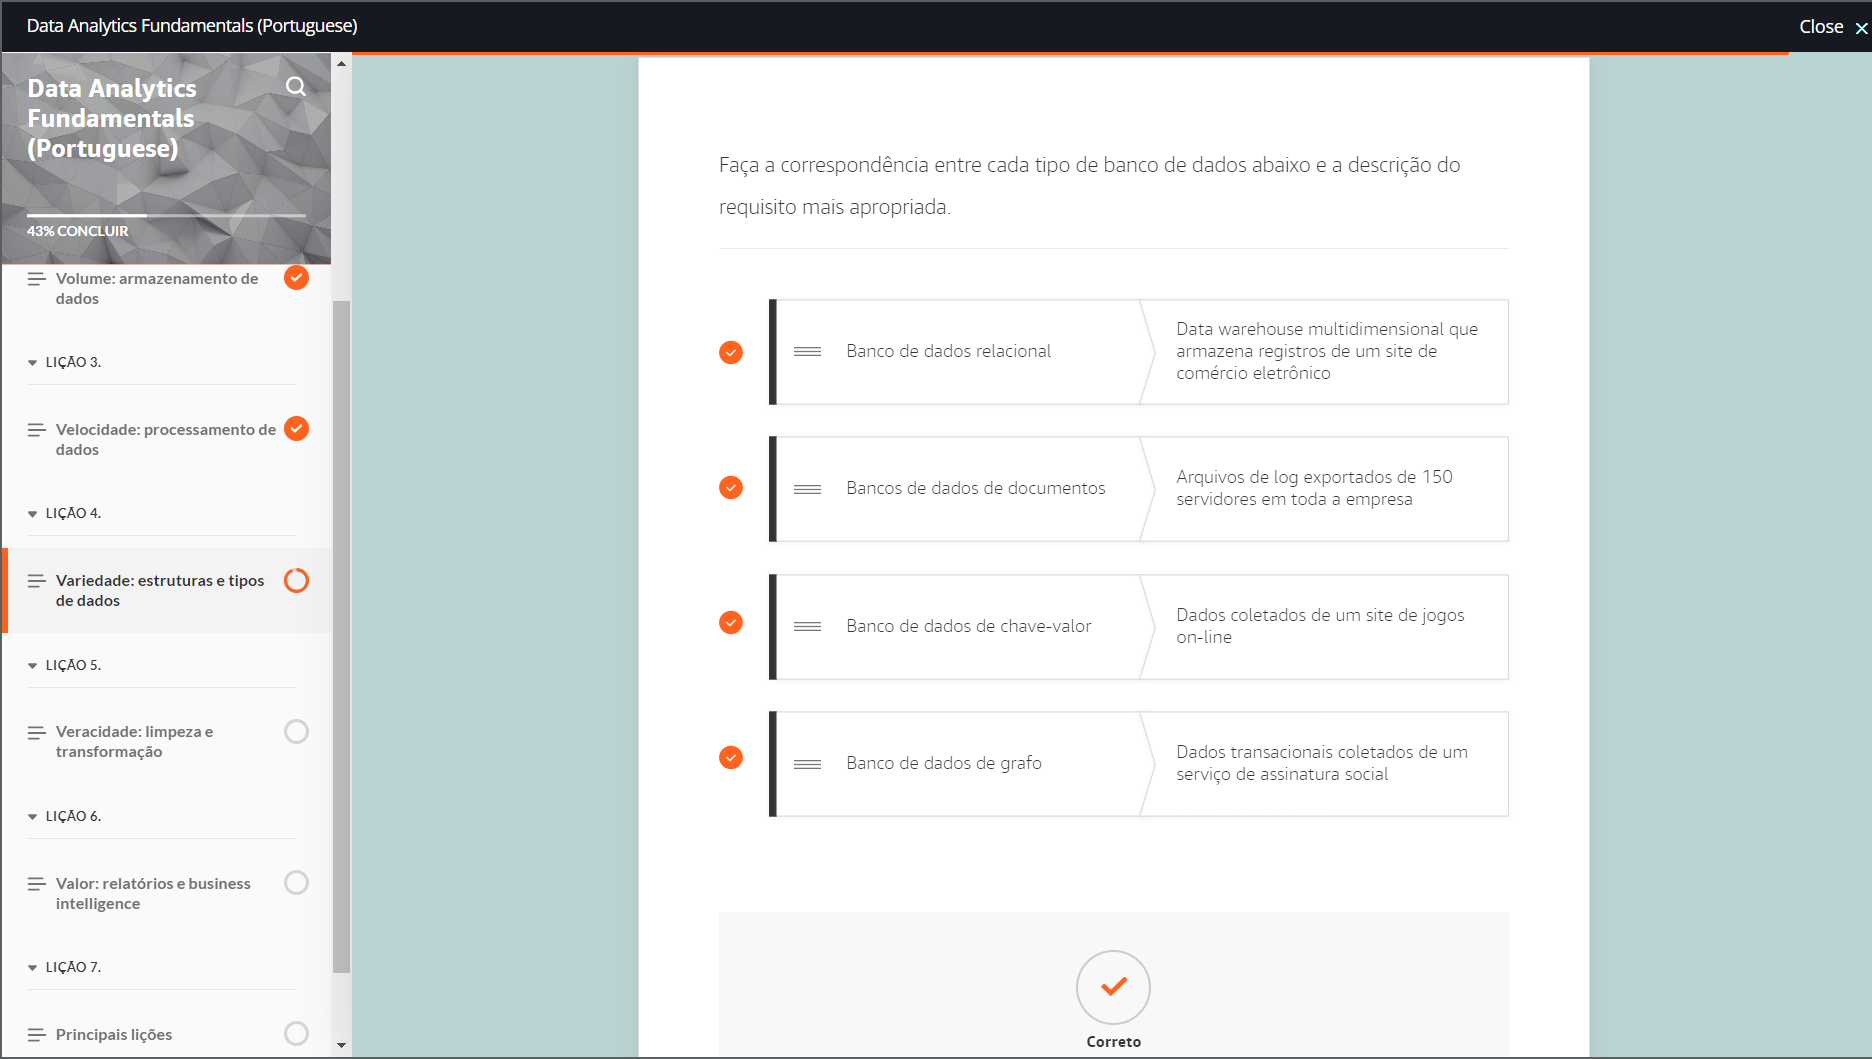 Data Analytics Fundamentals (Portuguese)
Close ×
Data Analytics
Fundamentals
(Portuguese)
43% CONCLUIR
Volume: armazenamento de
dados
LIÇÃO 3.
Velocidade: processamento de
dados
LIÇÃO 4.
Variedade: estruturas e tipos
de dados
LIÇÃO 5.
Veracidade: limpeza e
transformação
LIÇÃO 6.
Valor: relatórios e business
intelligence
LIÇÃO 7.
Principais lições
Faça a correspondência entre cada tipo de banco de dados abaixo e a descrição do
requisito mais apropriada.
Banco de dados relacional
Data warehouse multidimensional que
armazena registros de um site de
comércio eletrônico
Bancos de dados de documentos
Arquivos de log exportados de 150
servidores em toda a empresa
Banco de dados de chave-valor
Dados coletados de um site de jogos
on-line
Banco de dados de grafo
Dados transacionais coletados de um
serviço de assinatura social
Correto